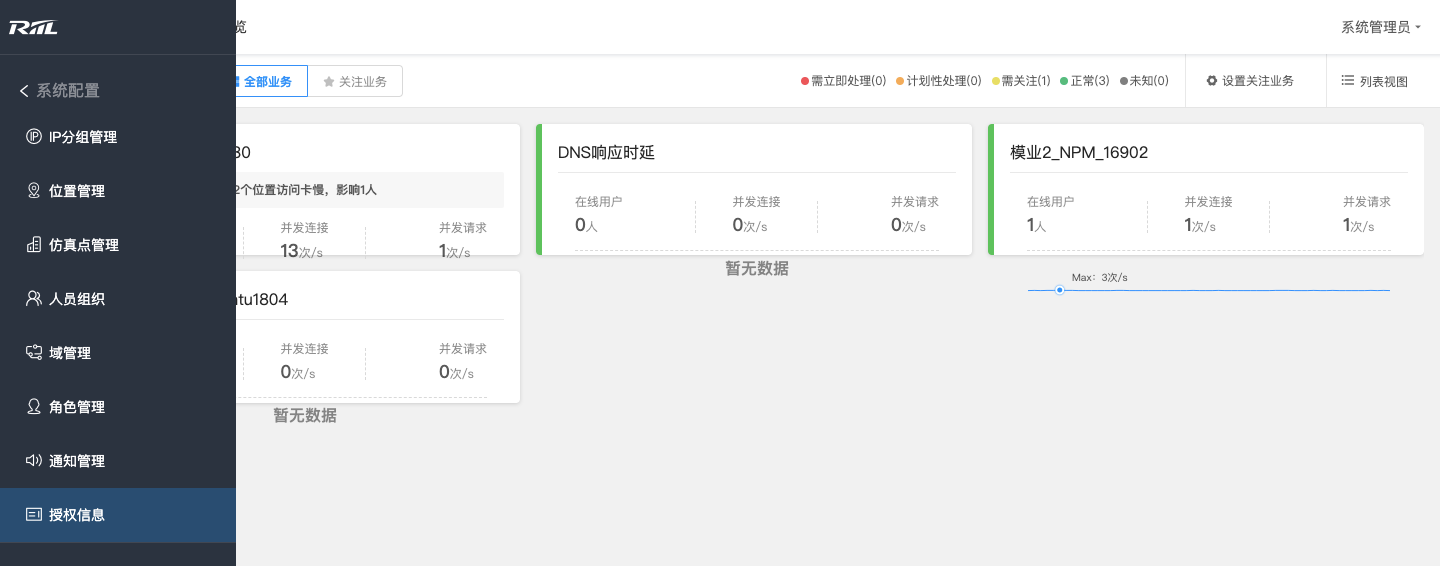 RIIL
览
系统管理员
系统配置
IP分组管理
位置管理
仿真点管理
人员组织
域管理
角色管理
通知管理
授权信息
全部业务
关注业务
需立即处理(0)
计划性处理(0)
需关注(1)
正常(3)
未知(0)
设置关注业务
列表视图
30
2个位置访问卡慢，影响1人
并发连接
并发请求
13次/s
1次/s
DNS响应时延
在线用户
并发连接
并发请求
0人
0次/s
0次/s
暂无数据
模业2_NPM_16902
在线用户
并发连接
并发请求
1人
1次/s
1次/s
Max：3次/s
ntu1804
并发连接
并发请求
0次/s
0次/s
暂无数据